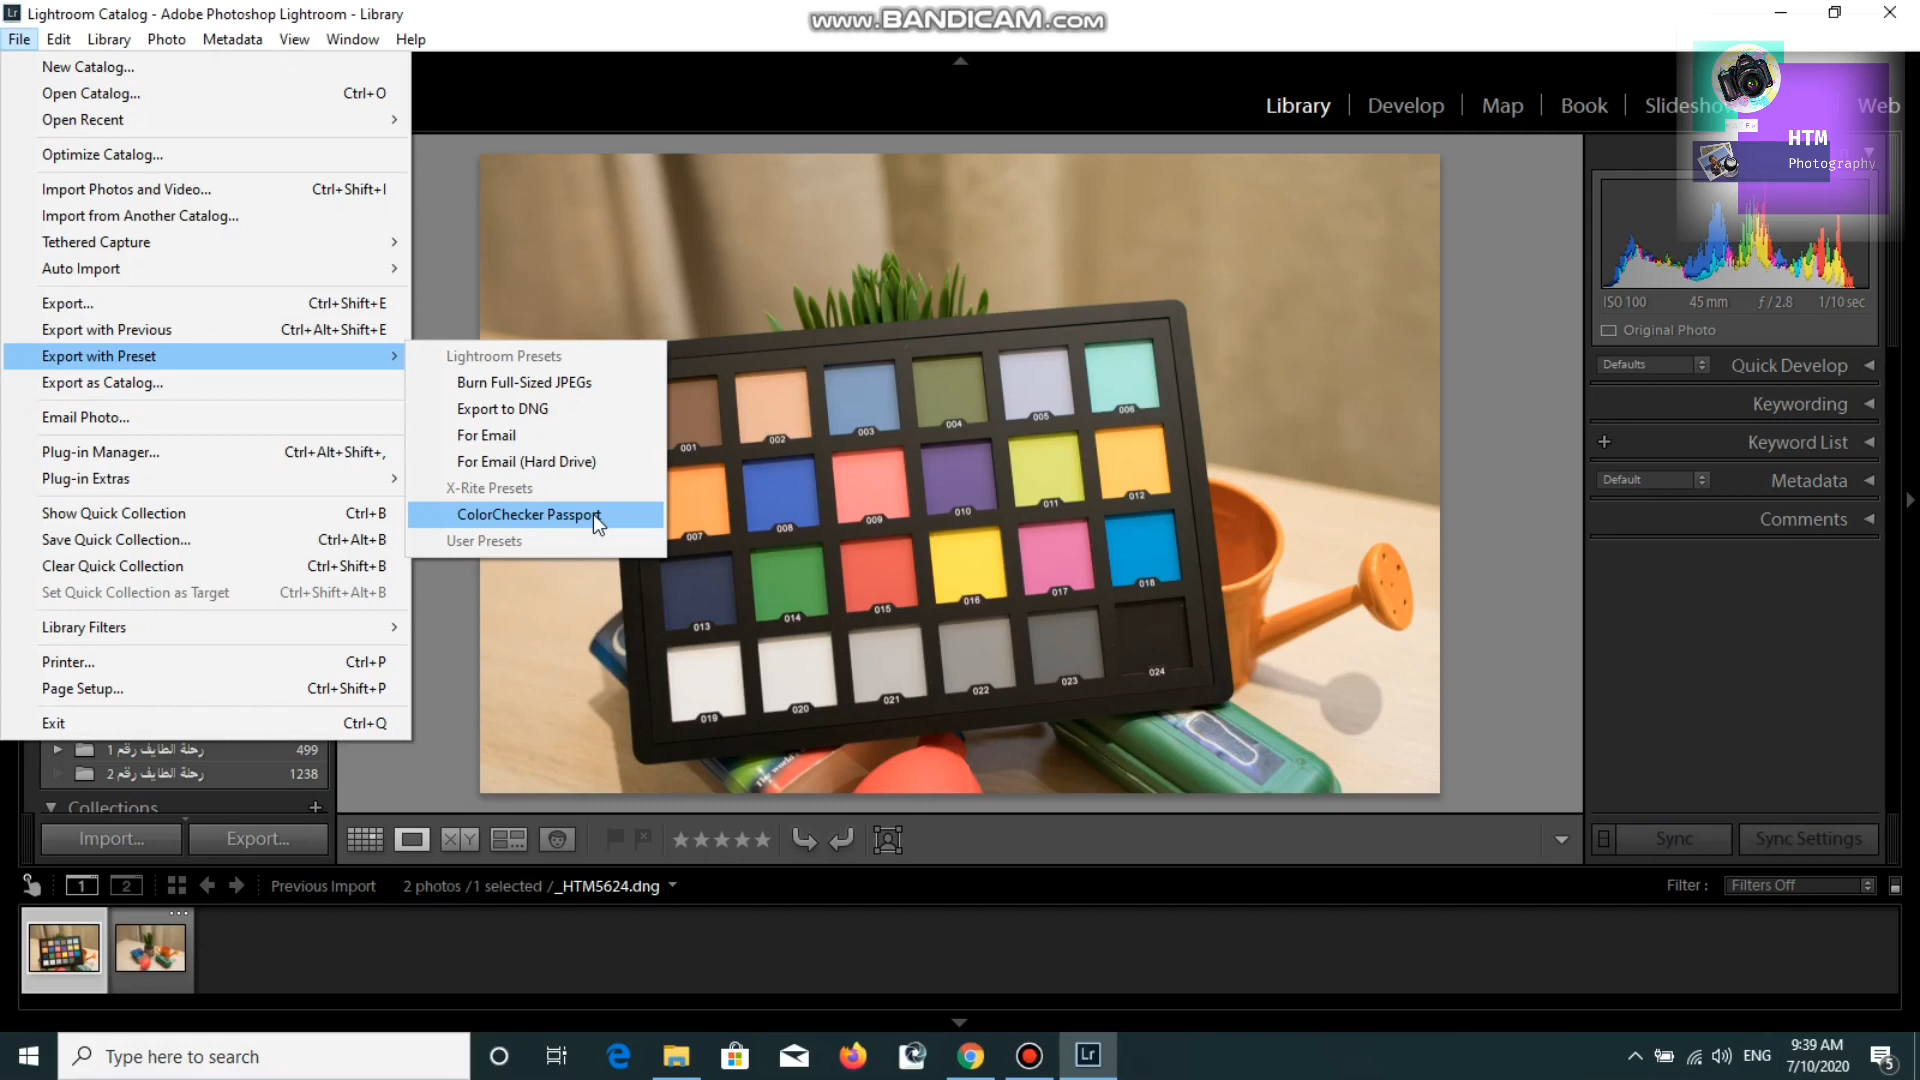 Lightroom Catalog - Adobe Photoshop Lightroom - Library
www.BANDICAM.com
File Edit Library Photo Metadata View Window Help
New Catalog...
Open Catalog... Ctrl+O
Open Recent
Optimize Catalog...
Import Photos and Video... Ctrl+Shift+I
Import from Another Catalog...
Tethered Capture
Auto Import
Export... Ctrl+Shift+E
Export with Previous Ctrl+Alt+Shift+E
Export with Preset
Export as Catalog...
Email Photo...
Plug-in Manager... Ctrl+Alt+Shift+,
Plug-in Extras
Show Quick Collection Ctrl+B
Save Quick Collection... Ctrl+Alt+B
Clear Quick Collection Ctrl+Shift+B
Set Quick Collection as Target Ctrl+Shift+Alt+B
Library Filters
Printer... Ctrl+P
Page Setup... Ctrl+Shift+P
Exit Ctrl+Q
Lightroom Presets
Burn Full-Sized JPEGs
Export to DNG
For Email
For Email (Hard Drive)
X-Rite Presets
ColorChecker Passport
User Presets
رحلة الطايف رقم 1 499
رحلة الطايف رقم 2 1238
Collections
Import... Export...
Library Develop Map Book Slideshow Web
HTM
Photography
ISO 100 45 mm ƒ / 2.8 1/10 sec
Original Photo
Defaults Quick Develop
Keywording
Keyword List
Default Metadata
Comments
001 002 003 004 005 006
007 008 009 010 011 012
013 014 015 016 017 018
019 020 021 022 023 024
The world
X Y
Sync Sync Settings
1 2 Previous Import 2 photos /1 selected /_HTM5624.dng
Filter : Filters Off
Type here to search
Lr
ENG
9:39 AM
7/10/2020
5